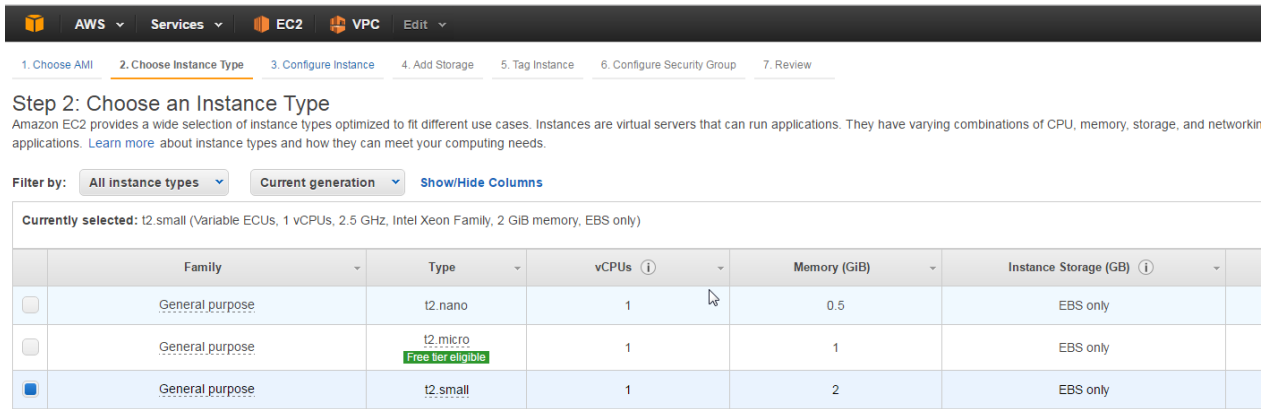 AWS Services EC2 VPC Edit
1. Choose AMI 2. Choose Instance Type 3. Configure Instance 4. Add Storage 5. Tag Instance 6. Configure Security Group 7. Review
Step 2: Choose an Instance Type
Amazon EC2 provides a wide selection of instance types optimized to fit different use cases. Instances are virtual servers that can run applications. They have varying combinations of CPU, memory, storage, and networkin
applications. Learn more about instance types and how they can meet your computing needs.
Filter by: All instance types Current generation Show/Hide Columns
Currently selected: t2.small (Variable ECUs, 1 vCPUs, 2.5 GHz, Intel Xeon Family, 2 GiB memory, EBS only)
Family Type vCPUs i Memory (GiB) Instance Storage (GB) i
General purpose t2.nano 1 0.5 EBS only
General purpose t2.micro 1 1 EBS only
Free tier eligible
General purpose t2.small 1 2 EBS only